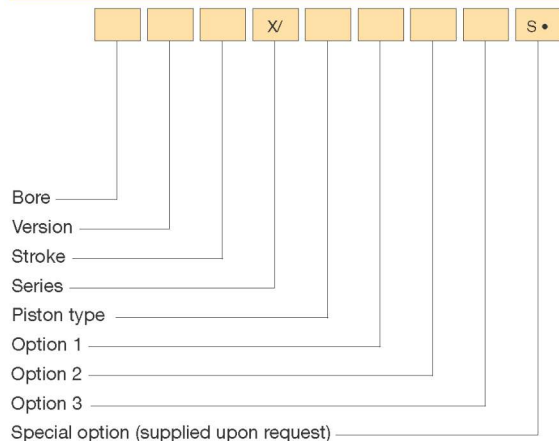 X/ S •
Bore
Version
Stroke
Series
Piston type
Option 1
Option 2
Option 3
Special option (supplied upon request)